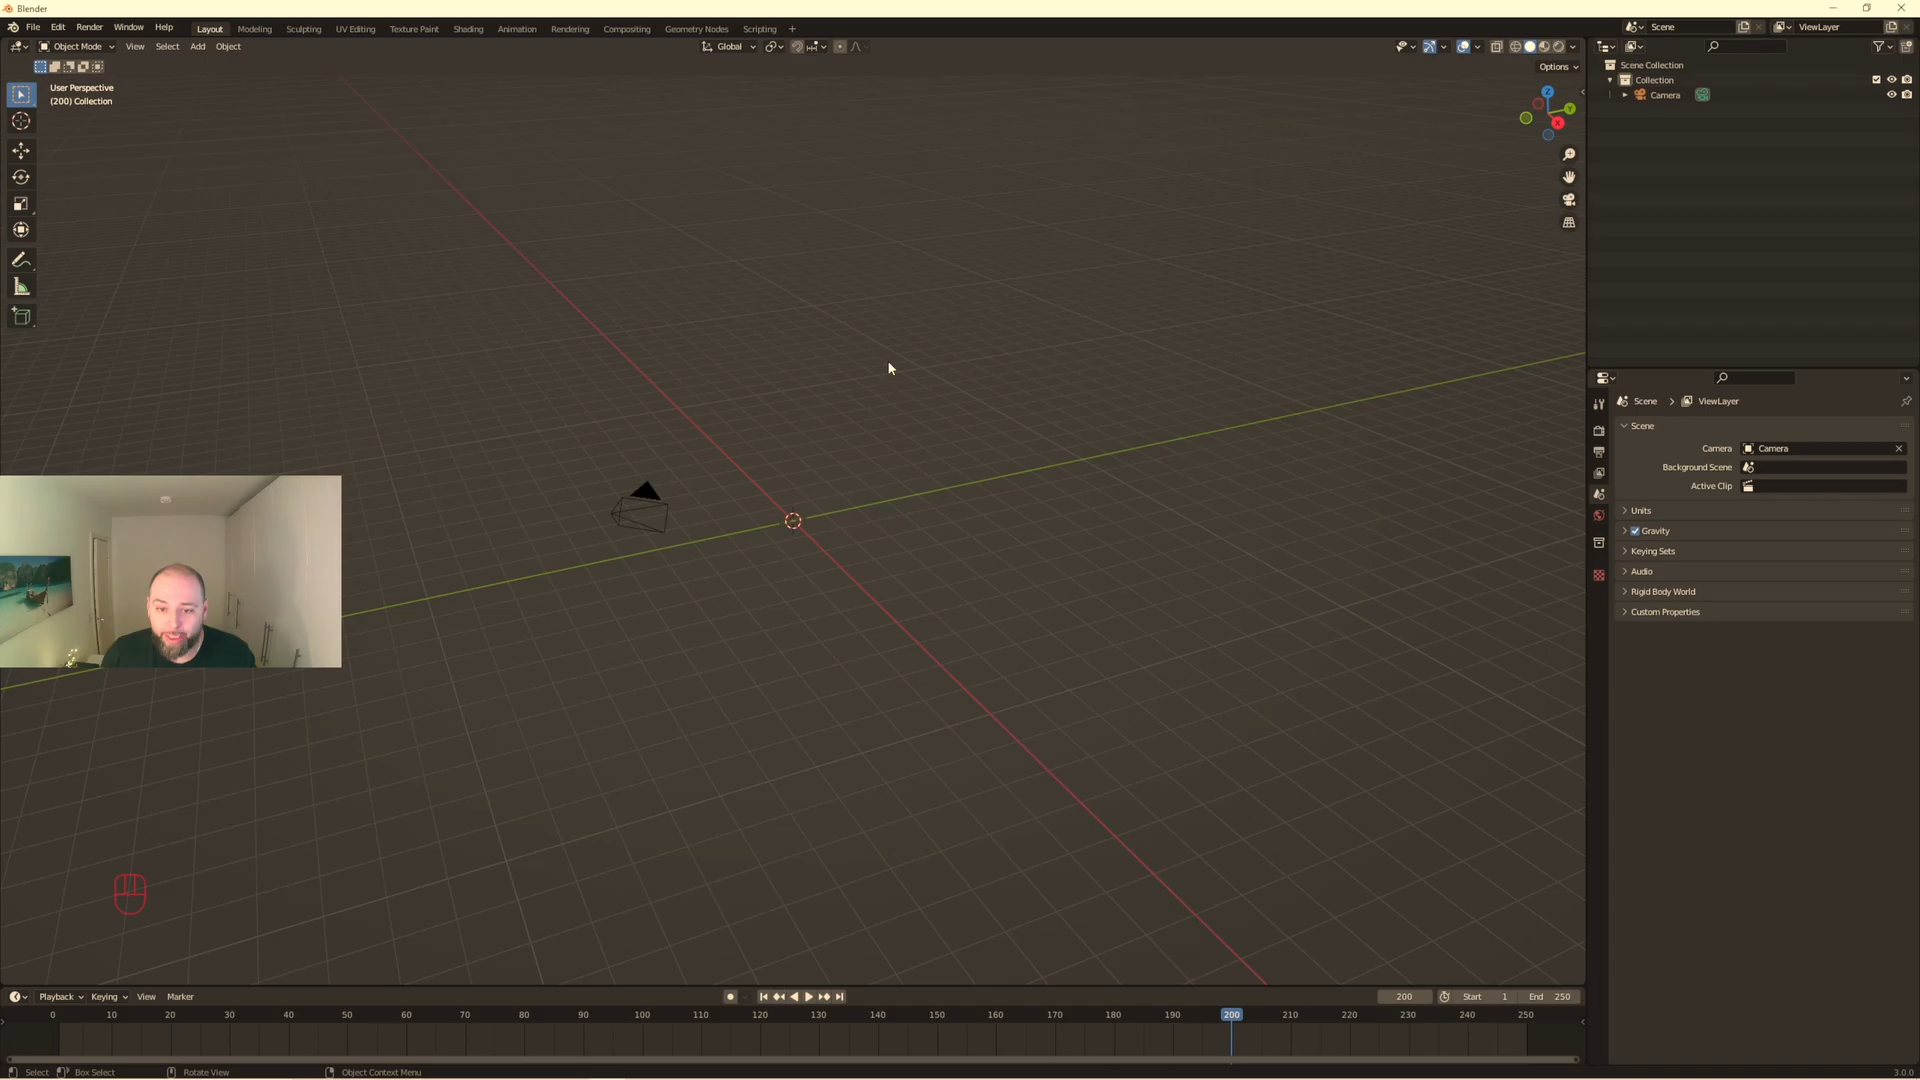 Blender
File Edit Render Window Help Layout Modeling Sculpting UV Editing Texture Paint Shading Animation Rendering Compositing Geometry Nodes Scripting + Scene ViewLayer
Object Mode View Select Add Object Global
Options
User Perspective
(200) Collection
Z
Y
X
Scene Collection
Collection
Camera
Scene > ViewLayer
Scene
Camera Camera
Background Scene
Active Clip
Units
Gravity
Keying Sets
Audio
Rigid Body World
Custom Properties
Playback Keying View Marker 200 Start 1 End 250
0 10 20 30 40 50 60 70 80 90 100 110 120 130 140 150 160 170 180 190 200 210 220 230 240 250
Select Box Select Rotate View Object Context Menu 3.0.0